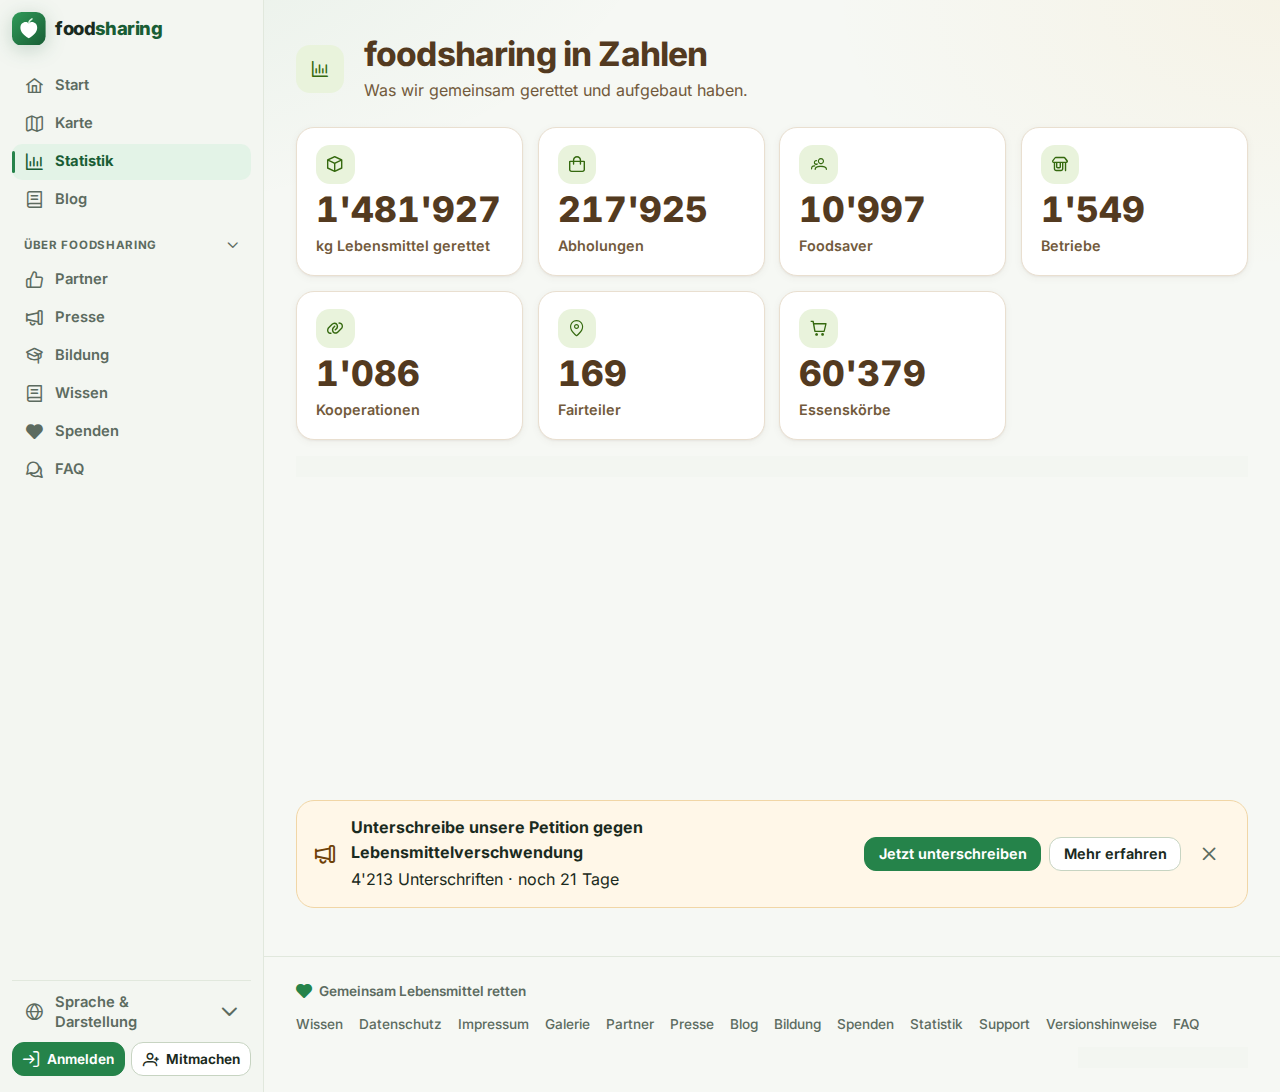 foodsharing
Start
Karte
Statistik
Blog
ÜBER FOODSHARING
Partner
Presse
Bildung
Wissen
Spenden
FAQ
Sprache &
Darstellung
Anmelden
Mitmachen
foodsharing in Zahlen
Was wir gemeinsam gerettet und aufgebaut haben.
1'481'927
kg Lebensmittel gerettet
217'925
Abholungen
10'997
Foodsaver
1'549
Betriebe
1'086
Kooperationen
169
Fairteiler
60'379
Essenskörbe
Unterschreibe unsere Petition gegen
Lebensmittelverschwendung
4'213 Unterschriften · noch 21 Tage
Jetzt unterschreiben
Mehr erfahren
Gemeinsam Lebensmittel retten
Wissen Datenschutz Impressum Galerie Partner Presse Blog Bildung Spenden Statistik Support Versionshinweise FAQ